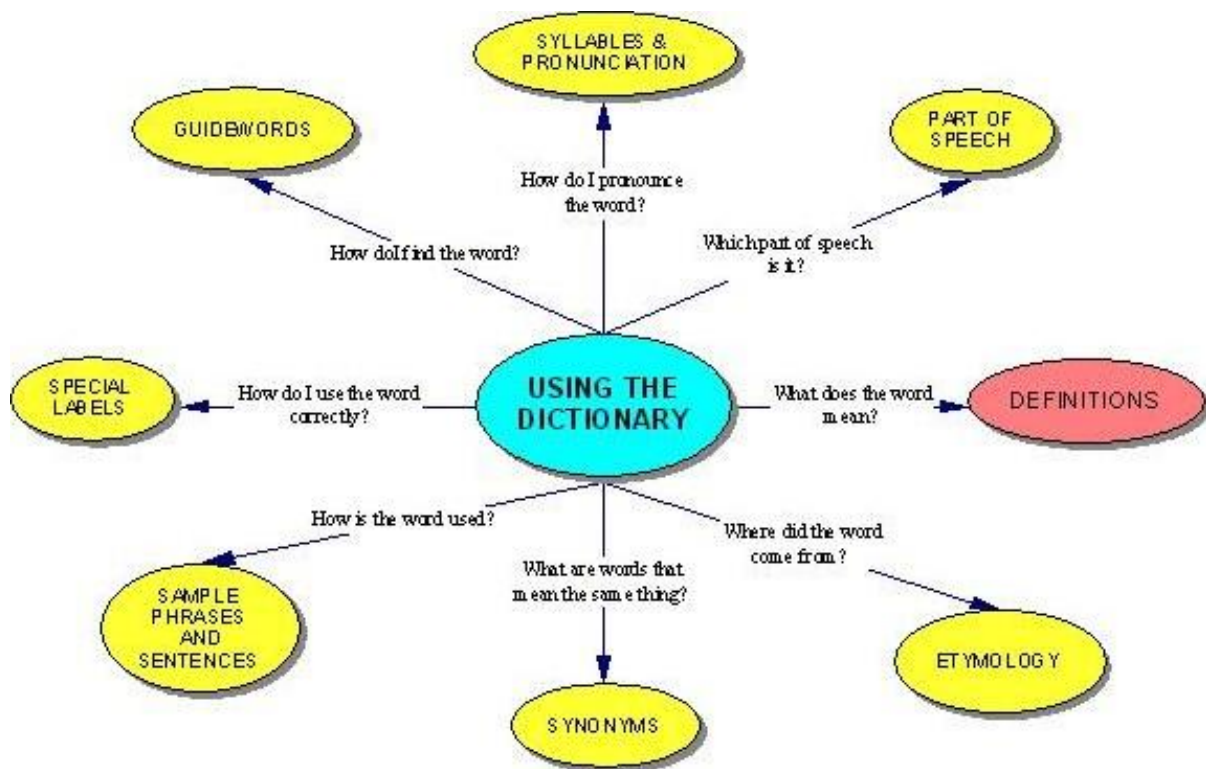 SYLLABLES &
PRONUNCIATION
GUIDEWORDS
PART OF
SPEECH
How do I pronounce
the word?
How do I find the word?
Which part of speech
is it?
SPECIAL
LABELS
How do I use the word
correctly?
USING THE
DICTIONARY
What does the word
mean?
DEFINITIONS
How is the word used?
What are words that
mean the same thing?
Where did the word
come from?
SAMPLE
PHRASES
AND
SENTENCES
SYNONYMS
ETYMOLOGY